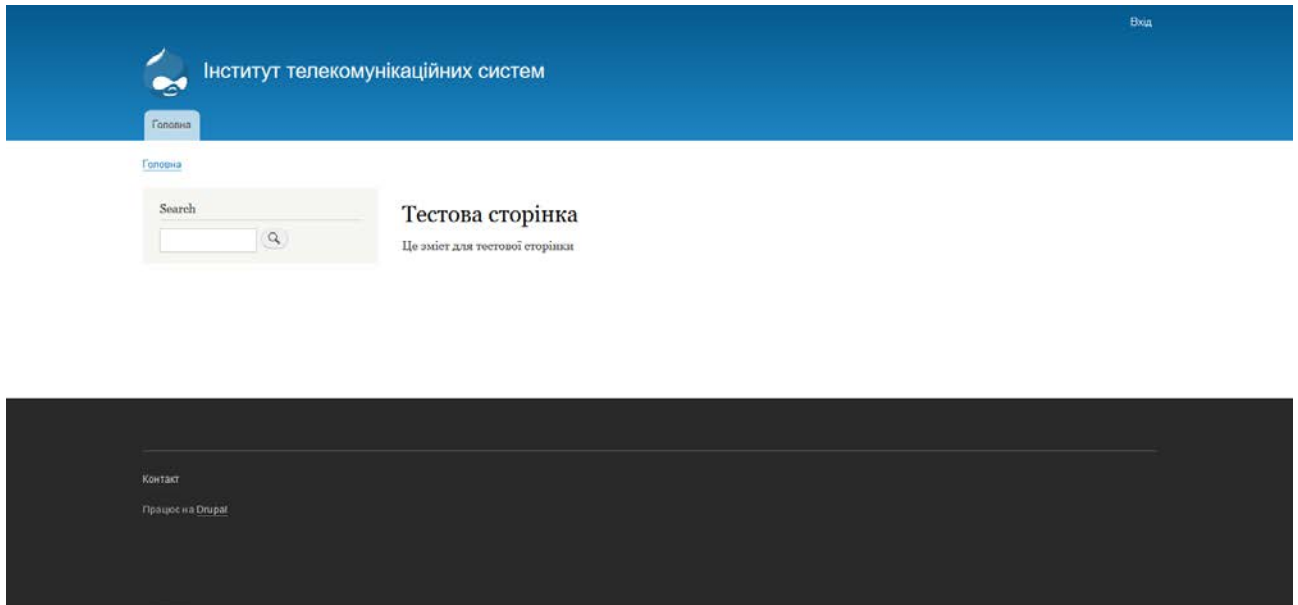 Вхід
Інститут телекомунікаційних систем
Головна
Головна
Search
Тестова сторінка
Це зміст для тестової сторінки
Контакт
Працює на Drupal